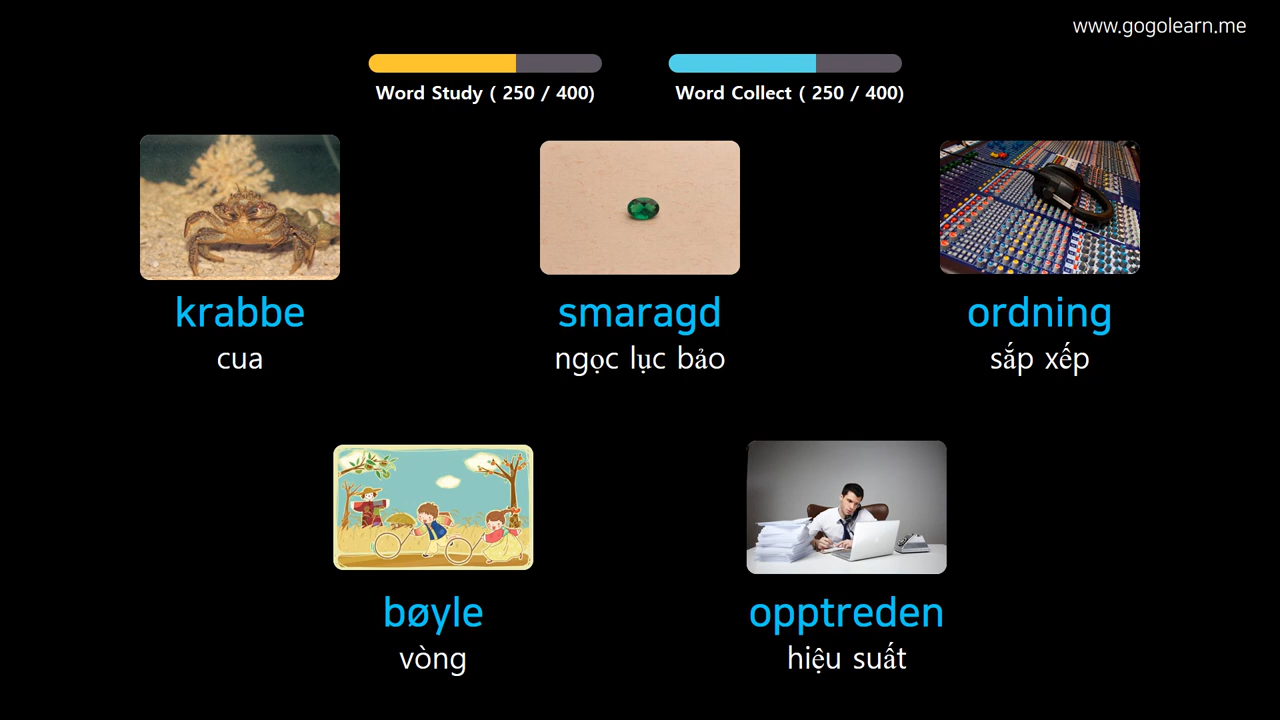 www.gogolearn.me
Word Study ( 250 / 400)
Word Collect ( 250 / 400)
krabbe
cua
smaragd
ngọc lục bảo
ordning
sắp xếp
bøyle
vòng
opptreden
hiệu suất